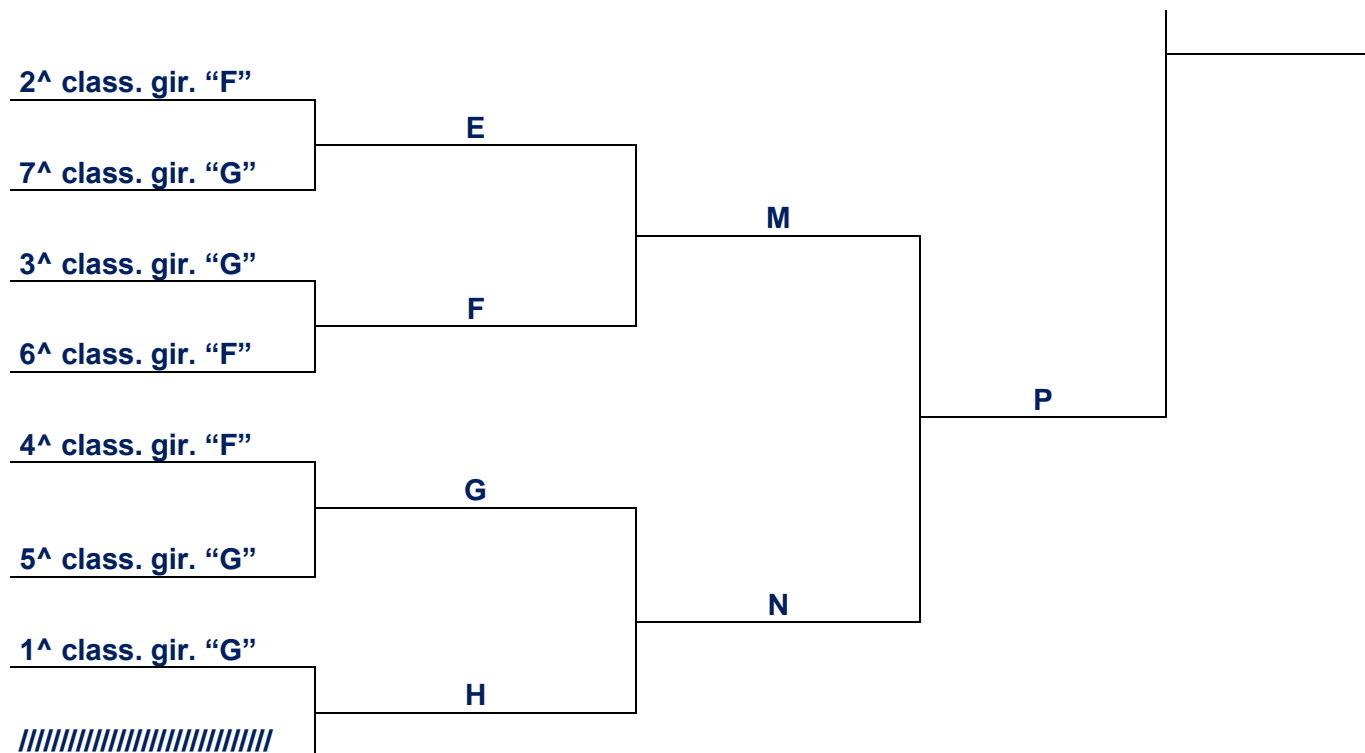 2^ class. gir. “F”
E
7^ class. gir. “G”
M
3^ class. gir. “G”
F
6^ class. gir. “F”
P
4^ class. gir. “F”
G
5^ class. gir. “G”
N
1^ class. gir. “G”
H
//////////////////////////////